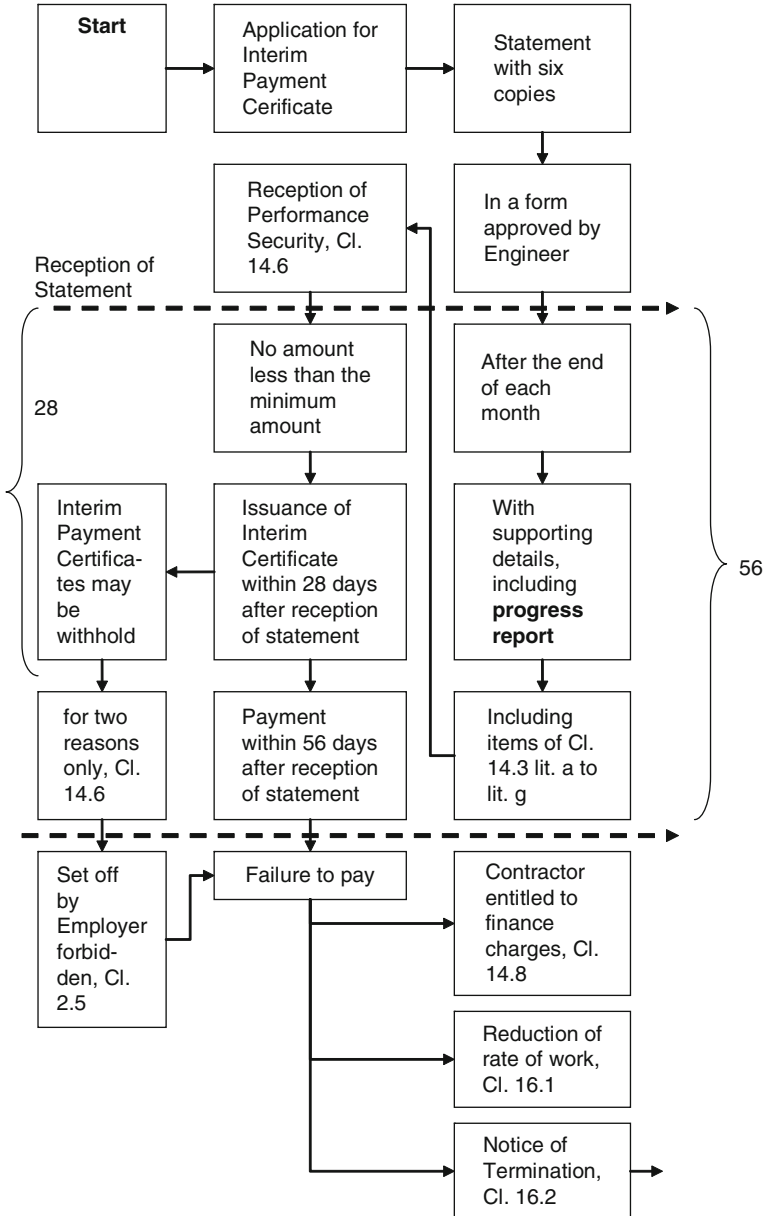 Start
Application for
Interim
Payment
Cerificate
Statement
with six
copies
Reception of
Performance
Security, Cl.
14.6
In a form
approved by
Engineer
Reception of
Statement
No amount
less than the
minimum
amount
After the end
of each
month
28
Interim
Payment
Certifica-
tes may
be
withhold
Issuance of
Interim
Certificate
within 28 days
after reception
of statement
With
supporting
details,
including
progress
report
56
for two
reasons
only, Cl.
14.6
Payment
within 56 days
after reception
of statement
Including
items of Cl.
14.3 lit. a to
lit. g
Set off
by
Employer
forbid-
den, Cl.
2.5
Failure to pay
Contractor
entitled to
finance
charges, Cl.
14.8
Reduction of
rate of work,
Cl. 16.1
Notice of
Termination,
Cl. 16.2